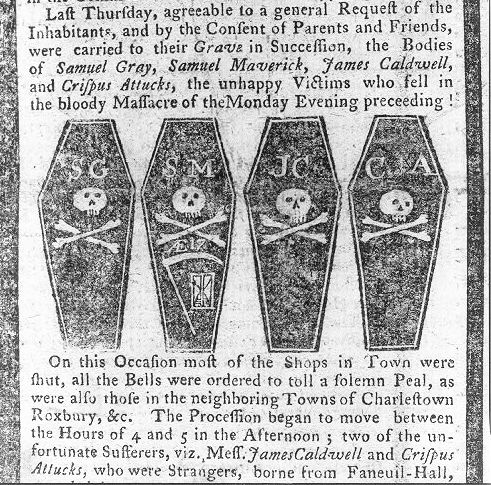 Last Thursday, agreeable to a general Request of the
Inhabitants, and by the Consent of Parents and Friends,
were carried to their Grave in Succession, the Bodies
of Samuel Gray, Samuel Maverick, James Caldwell,
and Crispus Attucks, the unhappy Victims who fell in
the bloody Massacre of the Monday Evening preceeding !
SG
SM
JC
CA
Æ17
On this Occasion most of the Shops in Town were
shut, all the Bells were ordered to toll a solemn Peal, as
were also those in the neighboring Towns of Charlestown
Roxbury, &c. The Procession began to move between
the Hours of 4 and 5 in the Afternoon ; two of the un-
fortunate Sufferers, viz. Mess. James Caldwell and Crispus
Attucks, who were Strangers, borne from Faneuil-Hall,